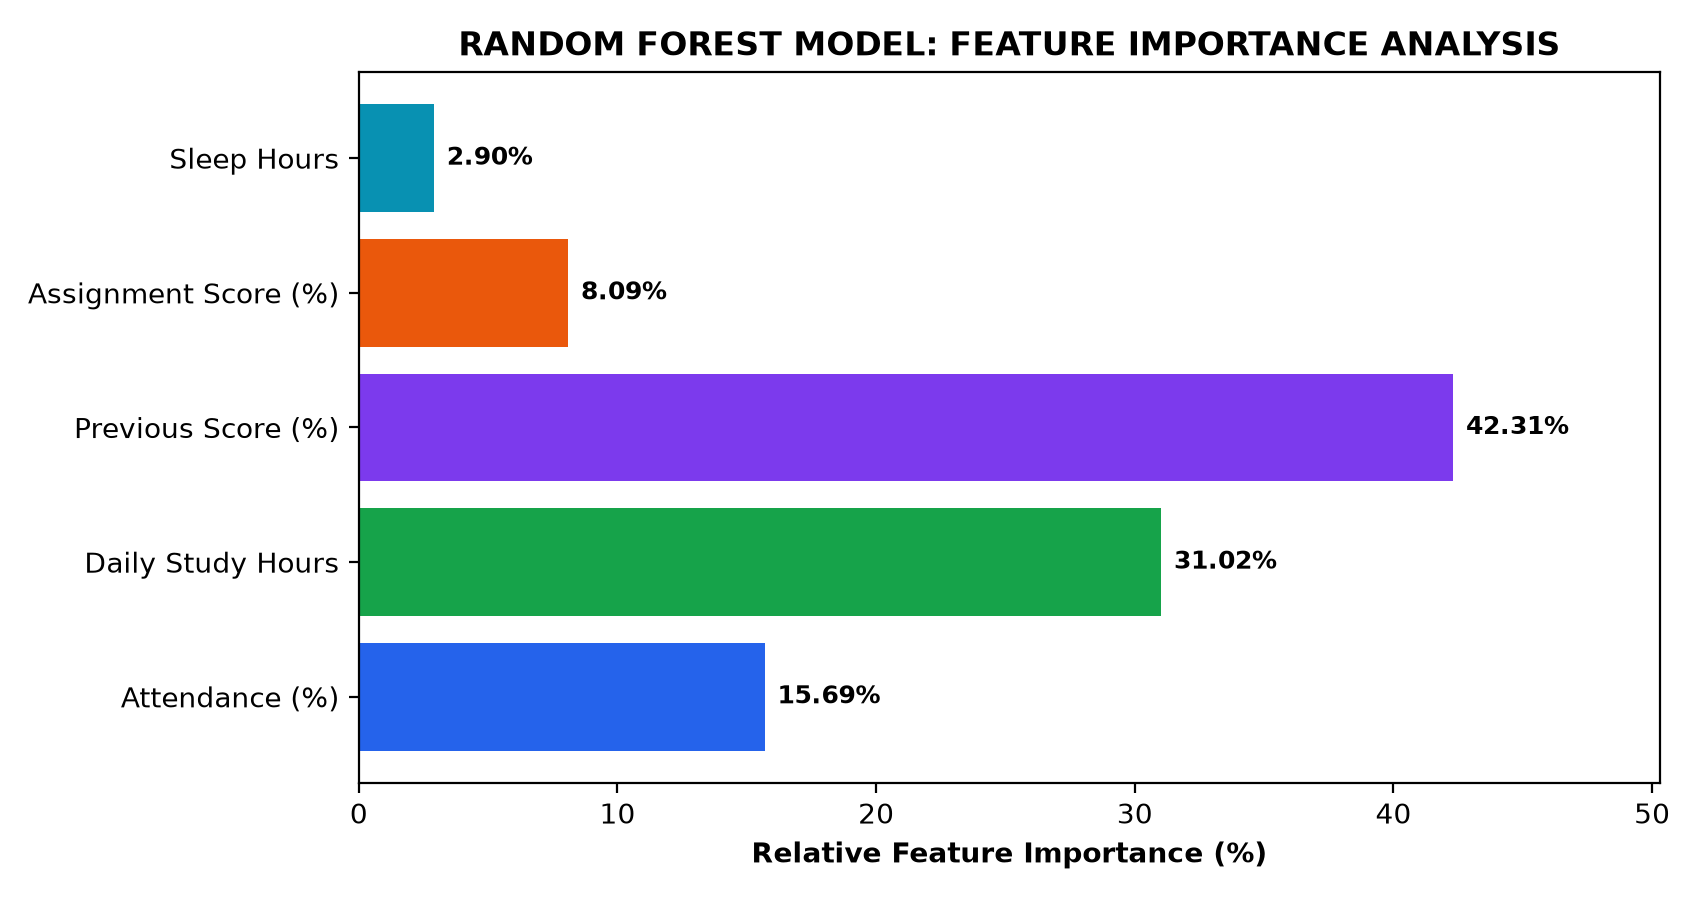 RANDOM FOREST MODEL: FEATURE IMPORTANCE ANALYSIS
Sleep Hours 2.90%
Assignment Score (%) 8.09%
Previous Score (%) 42.31%
Daily Study Hours 31.02%
Attendance (%) 15.69%
0 10 20 30 40 50
Relative Feature Importance (%)